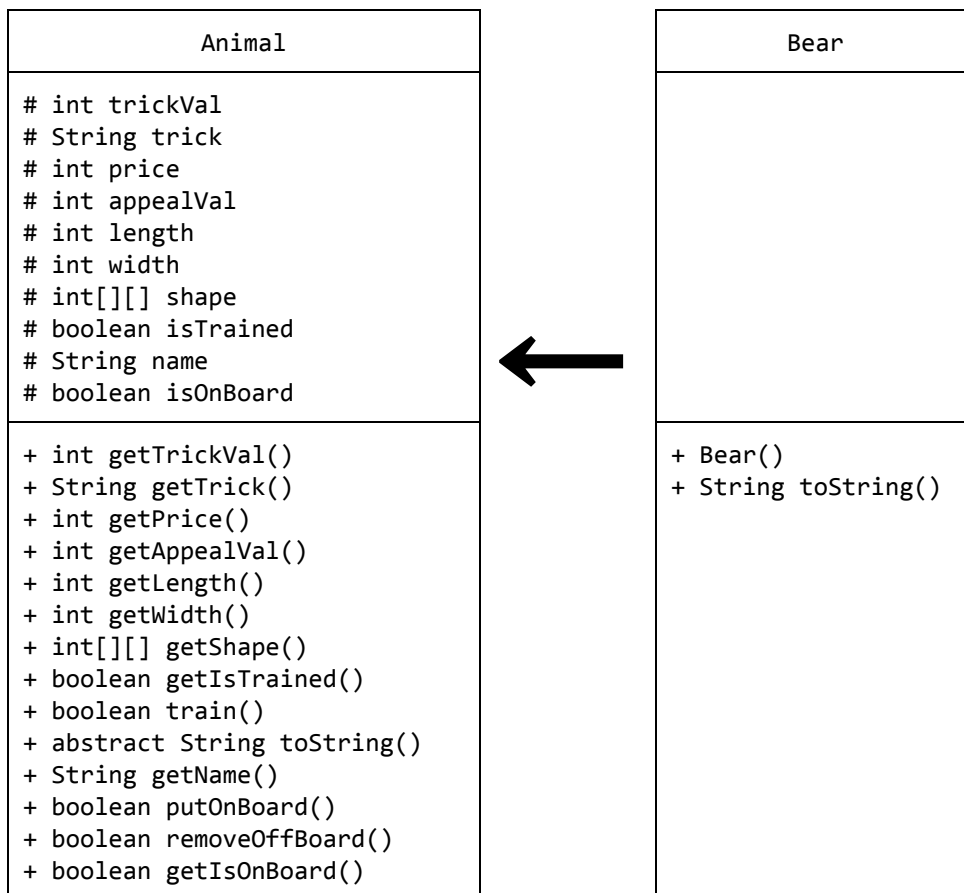 Animal
# int trickVal
# String trick
# int price
# int appealVal
# int length
# int width
# int[][] shape
# boolean isTrained
# String name
# boolean isOnBoard
+ int getTrickVal()
+ String getTrick()
+ int getPrice()
+ int getAppealVal()
+ int getLength()
+ int getWidth()
+ int[][] getShape()
+ boolean getIsTrained()
+ boolean train()
+ abstract String toString()
+ String getName()
+ boolean putOnBoard()
+ boolean removeOffBoard()
+ boolean getIsOnBoard()
Bear
+ Bear()
+ String toString()